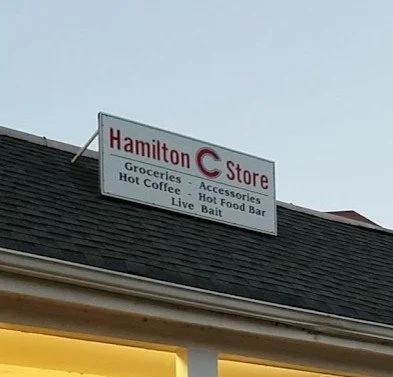 Hamilton C Store
Groceries - Accessories
Hot Coffee - Hot Food Bar
Live Bait